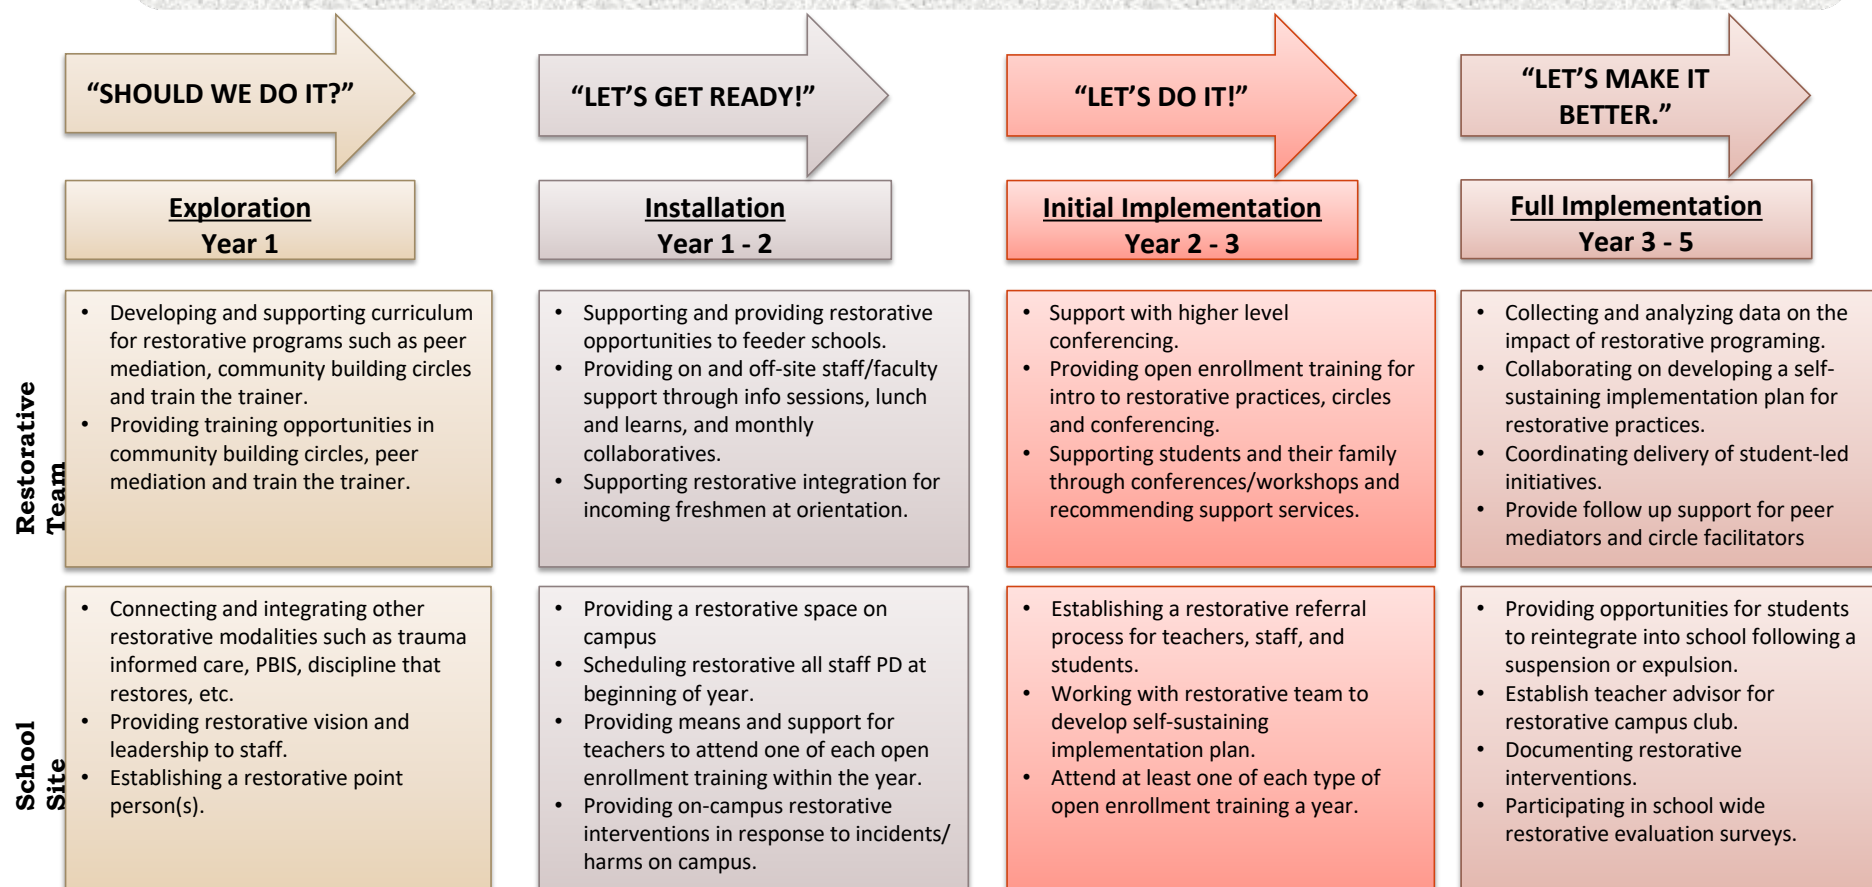 “SHOULD WE DO IT?”
“LET’S GET READY!”
“LET’S DO IT!”
“LET’S MAKE IT
BETTER.”
Exploration
Year 1
Installation
Year 1 - 2
Initial Implementation
Year 2 - 3
Full Implementation
Year 3 - 5
Restorative
Team
• Developing and supporting curriculum
for restorative programs such as peer
mediation, community building circles
and train the trainer.
• Providing training opportunities in
community building circles, peer
mediation and train the trainer.
• Supporting and providing restorative
opportunities to feeder schools.
• Providing on and off-site staff/faculty
support through info sessions, lunch
and learns, and monthly
collaboratives.
• Supporting restorative integration for
incoming freshmen at orientation.
• Support with higher level
conferencing.
• Providing open enrollment training for
intro to restorative practices, circles
and conferencing.
• Supporting students and their family
through conferences/workshops and
recommending support services.
• Collecting and analyzing data on the
impact of restorative programing.
• Collaborating on developing a self-
sustaining implementation plan for
restorative practices.
• Coordinating delivery of student-led
initiatives.
• Provide follow up support for peer
mediators and circle facilitators
School
Site
• Connecting and integrating other
restorative modalities such as trauma
informed care, PBIS, discipline that
restores, etc.
• Providing restorative vision and
leadership to staff.
• Establishing a restorative point
person(s).
• Providing a restorative space on
campus
• Scheduling restorative all staff PD at
beginning of year.
• Providing means and support for
teachers to attend one of each open
enrollment training within the year.
• Providing on-campus restorative
interventions in response to incidents/
harms on campus.
• Establishing a restorative referral
process for teachers, staff, and
students.
• Working with restorative team to
develop self-sustaining
implementation plan.
• Attend at least one of each type of
open enrollment training a year.
• Providing opportunities for students
to reintegrate into school following a
suspension or expulsion.
• Establish teacher advisor for
restorative campus club.
• Documenting restorative
interventions.
• Participating in school wide
restorative evaluation surveys.